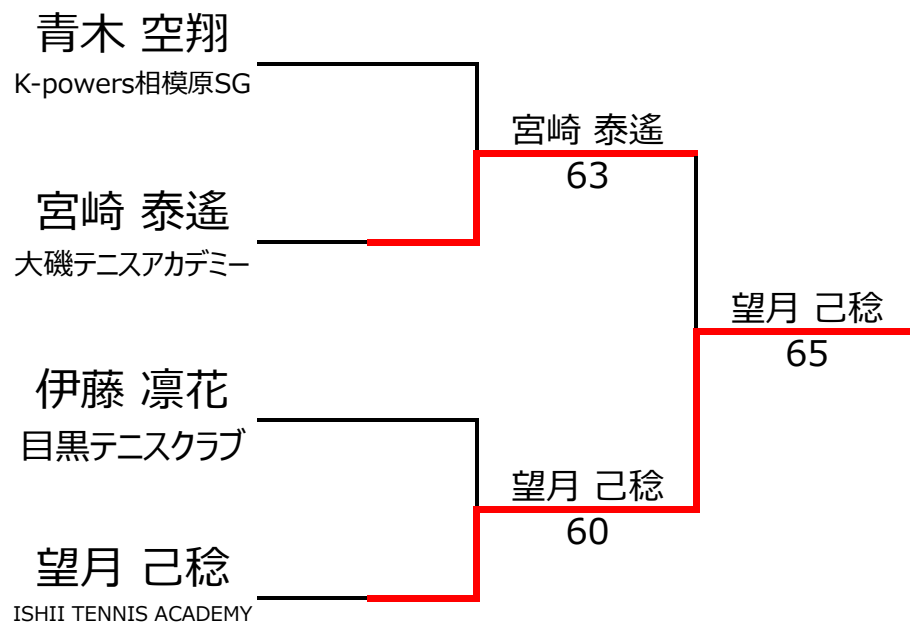 青木 空翔
K-powers相模原SG
宮崎 泰遙
63
宮崎 泰遙
大磯テニスアカデミー
望月 己稔
65
伊藤 凛花
目黒テニスクラブ
望月 己稔
60
望月 己稔
ISHII TENNIS ACADEMY